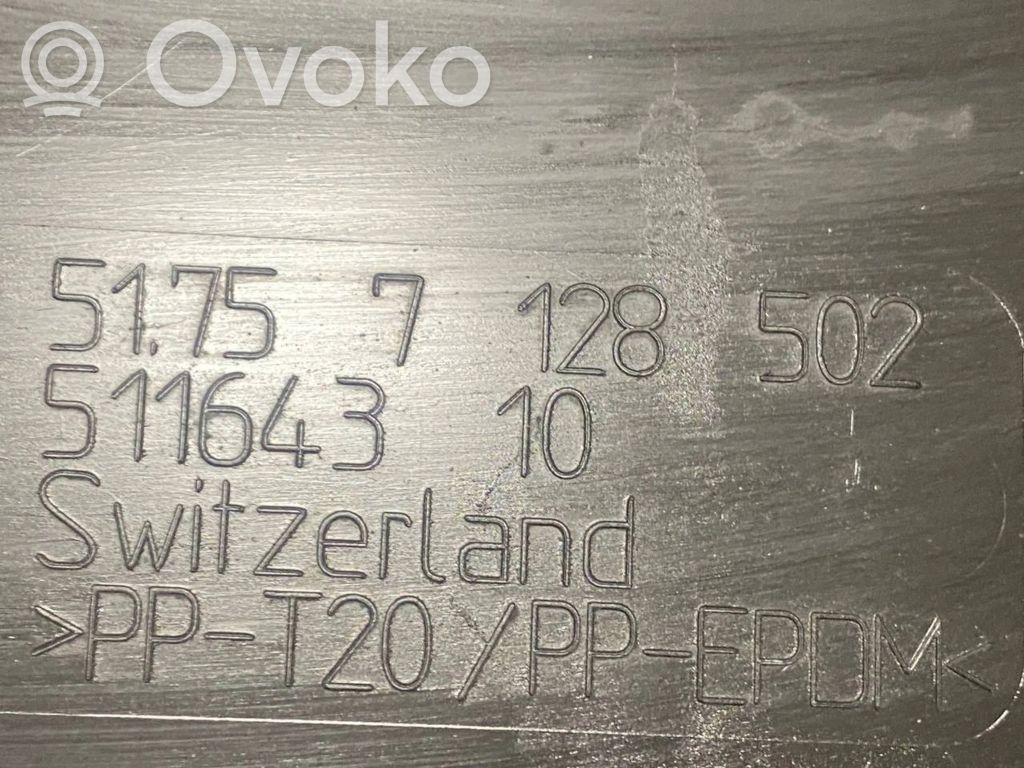 Ovoko
51.75 7 128 502
511643 10
Switzerland
>PP-T20/PP-EPDM<